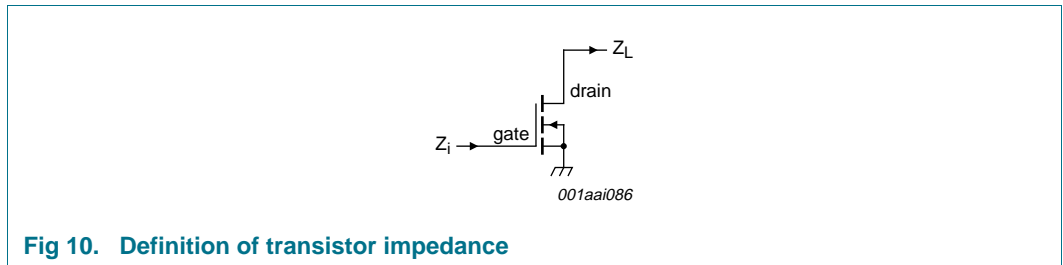 Z_L
drain
gate
Z_i
001aai086
Fig 10. Definition of transistor impedance